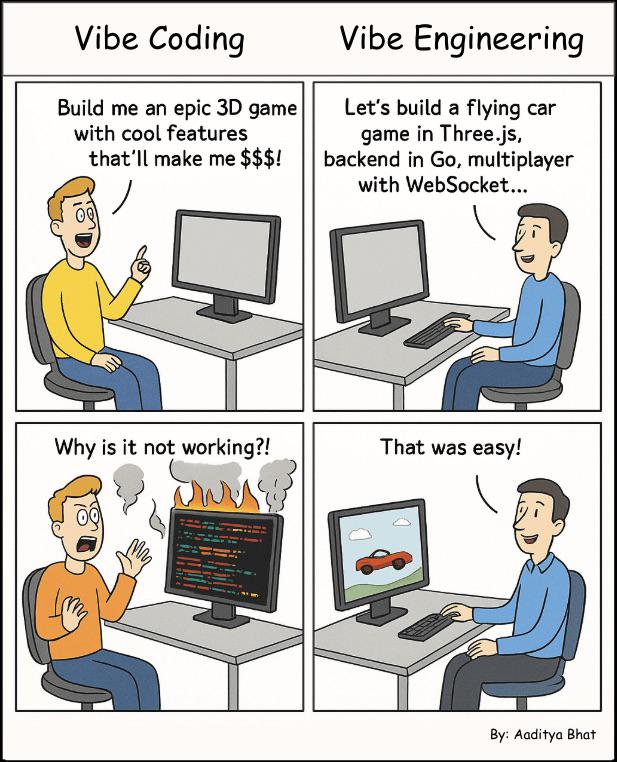 Vibe Coding
Vibe Engineering
Build me an epic 3D game
with cool features
that'll make me $$$!
Let's build a flying car
game in Three.js,
backend in Go, multiplayer
with WebSocket...
Why is it not working?!
That was easy!
By: Aaditya Bhat